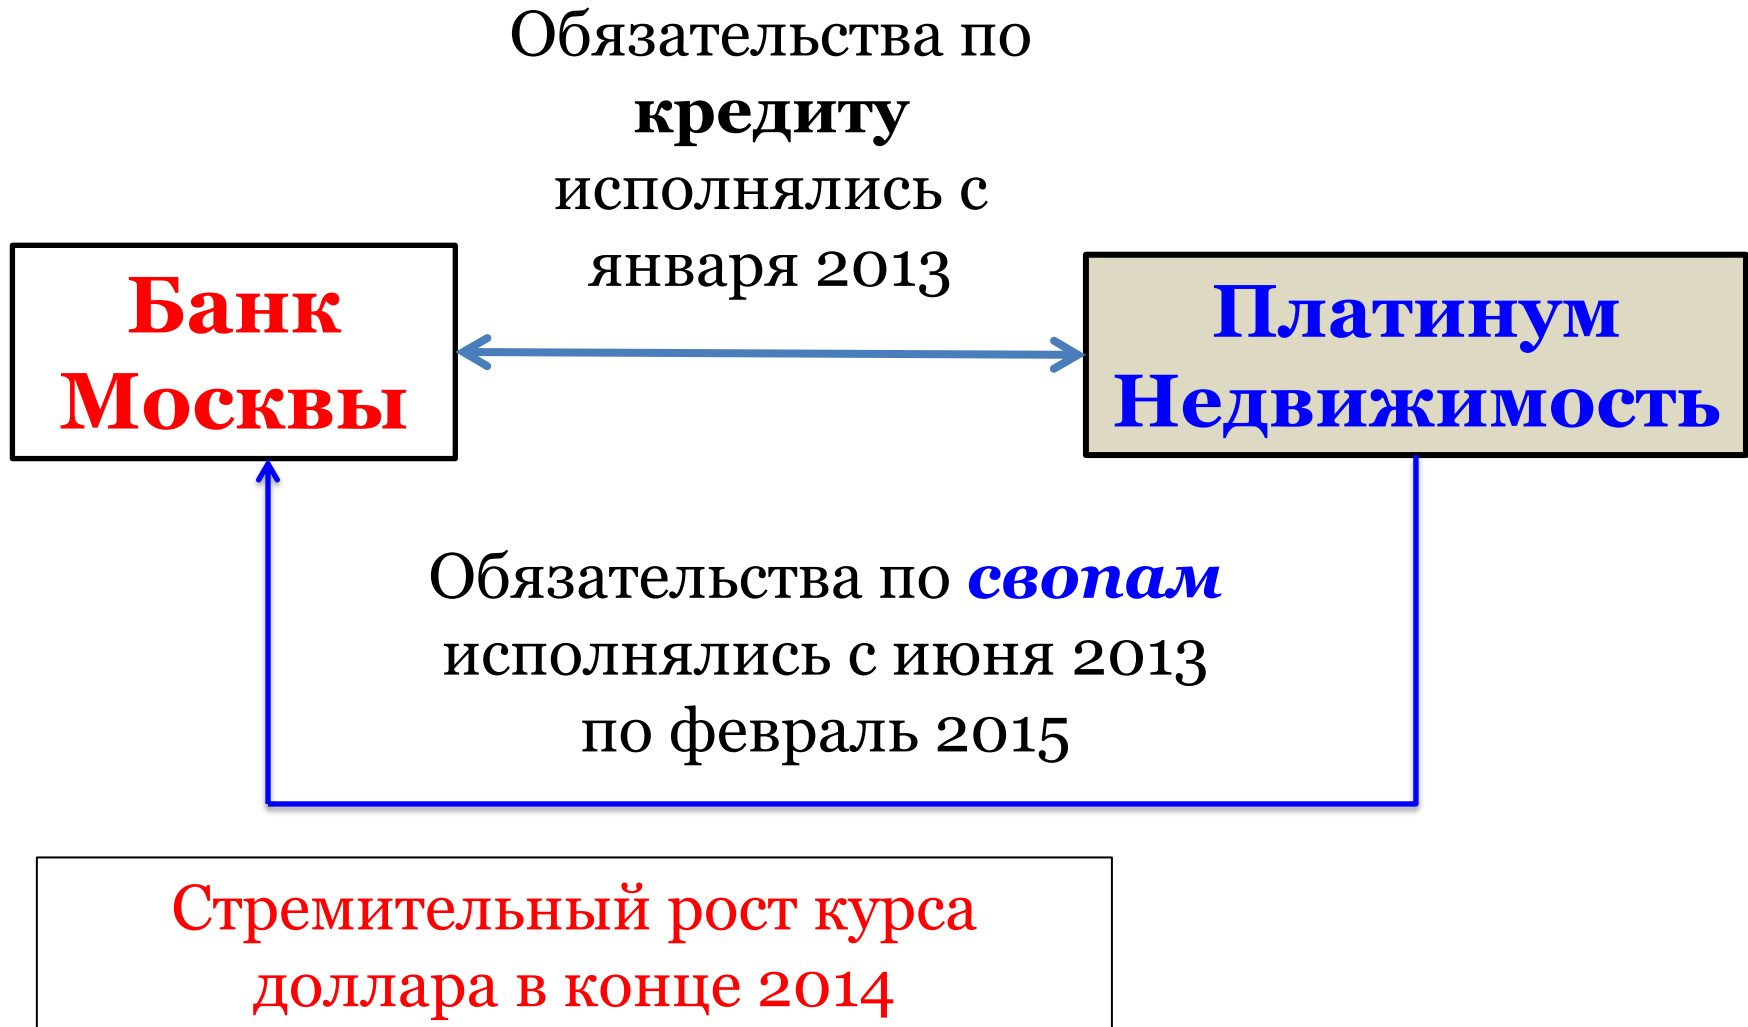 Обязательства по
кредиту
исполнялись с
января 2013
Банк
Москвы
Платинум
Недвижимость
Обязательства по свопам
исполнялись с июня 2013
по февраль 2015
Стремительный рост курса
доллара в конце 2014